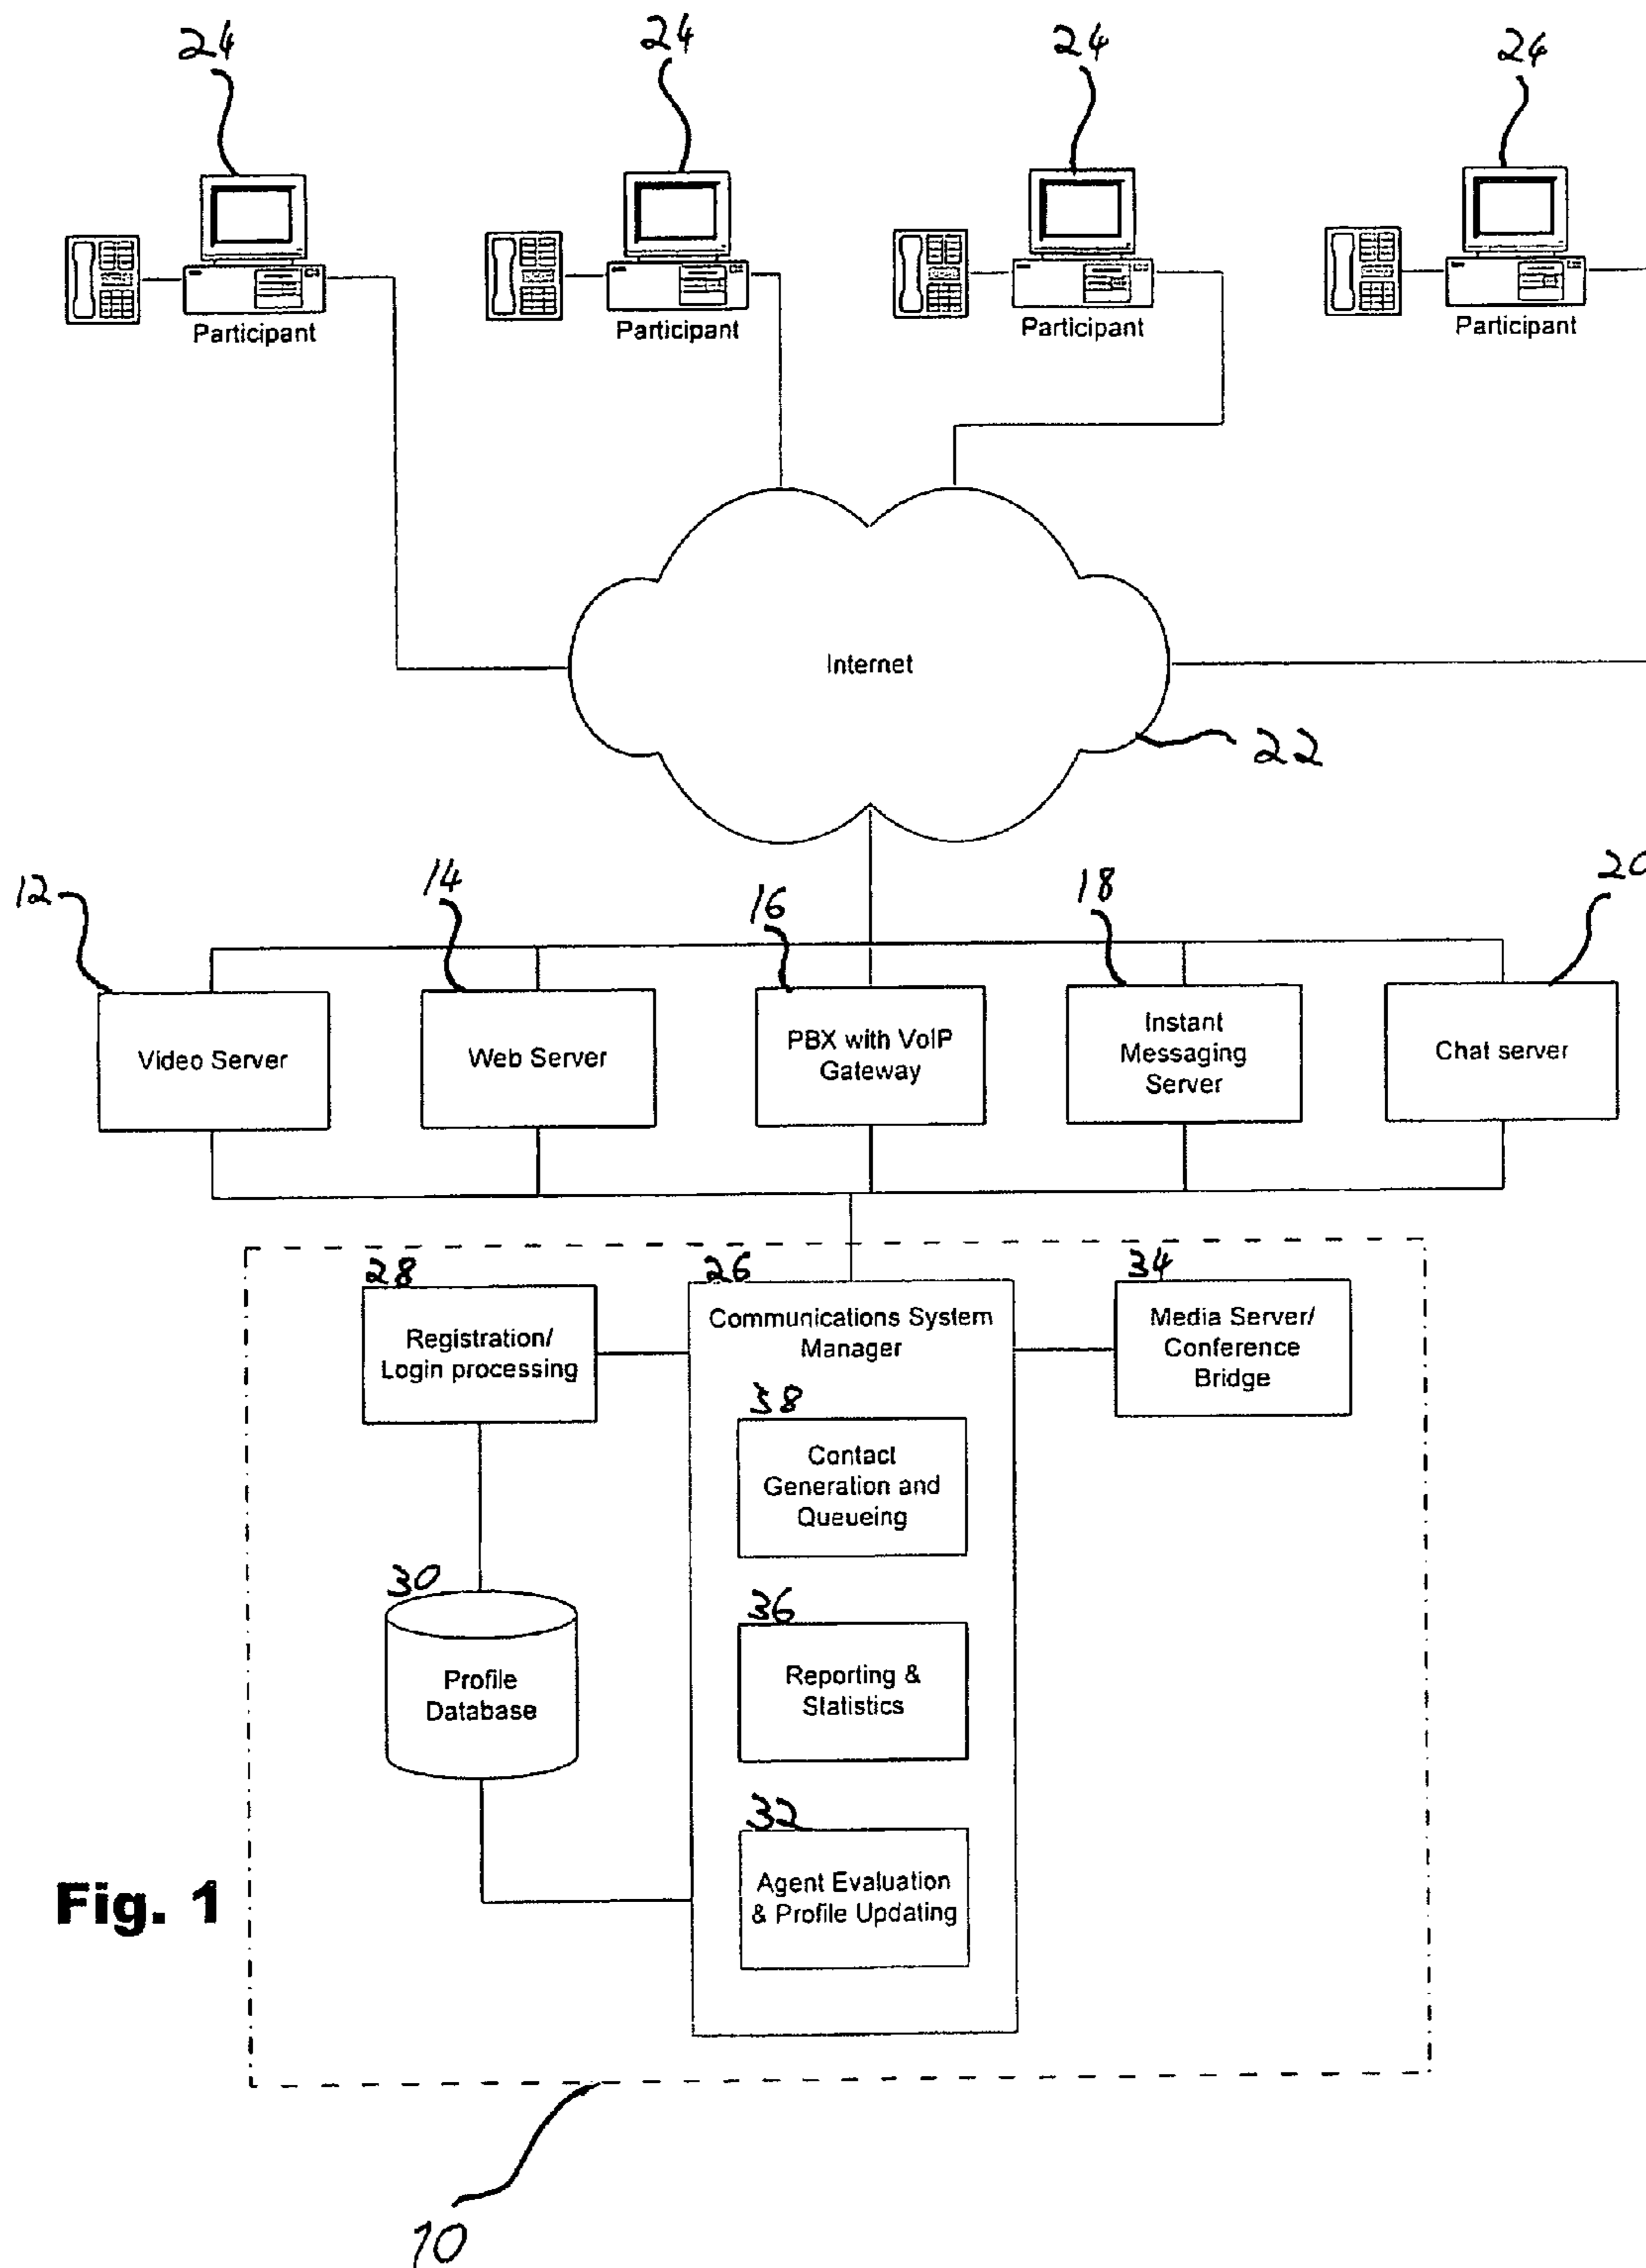 24
24
24
24
Participant
Participant
Participant
Participant
Internet
22
12
14
16
18
20
Video Server
Web Server
PBX with VoIP
Gateway
Instant
Messaging
Server
Chat server
28
26
34
Registration/
Login processing
Communications System
Manager
Media Server/
Conference
Bridge
38
Contact
Generation and
Queueing
30
Profile
Database
36
Reporting &
Statistics
32
Agent Evaluation
& Profile Updating
Fig. 1
10